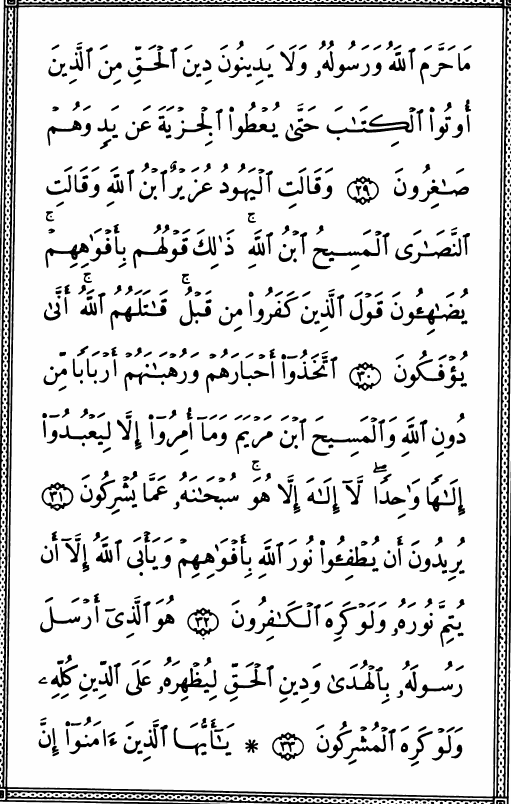 مَا حَرَّمَ ٱللَّهُ وَرَسُولُهُۥ وَلَا يَدِينُونَ دِينَ ٱلْحَقِّ مِنَ ٱلَّذِينَ
أُوتُوا۟ ٱلْكِتَـٰبَ حَتَّىٰ يُعْطُوا۟ ٱلْجِزْيَةَ عَن يَدٍ وَهُمْ
صَـٰغِرُونَ ٢٩ وَقَالَتِ ٱلْيَهُودُ عُزَيْرٌ ٱبْنُ ٱللَّهِ وَقَالَتِ
ٱلنَّصَـٰرَى ٱلْمَسِيحُ ٱبْنُ ٱللَّهِ ۚ ذَٰلِكَ قَوْلُهُم بِأَفْوَٰهِهِمْ ۚ
يُضَـٰهِـُٔونَ قَوْلَ ٱلَّذِينَ كَفَرُوا۟ مِن قَبْلُ ۚ قَـٰتَلَهُمُ ٱللَّهُ ۚ أَنَّىٰ
يُؤْفَكُونَ ٣٠ ٱتَّخَذُوٓا۟ أَحْبَارَهُمْ وَرُهْبَـٰنَهُمْ أَرْبَابًا مِّن
دُونِ ٱللَّهِ وَٱلْمَسِيحَ ٱبْنَ مَرْيَمَ وَمَآ أُمِرُوٓا۟ إِلَّا لِيَعْبُدُوٓا۟
إِلَـٰهًا وَٰحِدًا ۖ لَّآ إِلَـٰهَ إِلَّا هُوَ ۚ سُبْحَـٰنَهُۥ عَمَّا يُشْرِكُونَ ٣١
يُرِيدُونَ أَن يُطْفِـُٔوا۟ نُورَ ٱللَّهِ بِأَفْوَٰهِهِمْ وَيَأْبَى ٱللَّهُ إِلَّآ أَن
يُتِمَّ نُورَهُۥ وَلَوْ كَرِهَ ٱلْكَـٰفِرُونَ ٣٢ هُوَ ٱلَّذِىٓ أَرْسَلَ
رَسُولَهُۥ بِٱلْهُدَىٰ وَدِينِ ٱلْحَقِّ لِيُظْهِرَهُۥ عَلَى ٱلدِّينِ كُلِّهِۦ
وَلَوْ كَرِهَ ٱلْمُشْرِكُونَ ٣٣ * يَـٰٓأَيُّهَا ٱلَّذِينَ ءَامَنُوٓا۟ إِنَّ